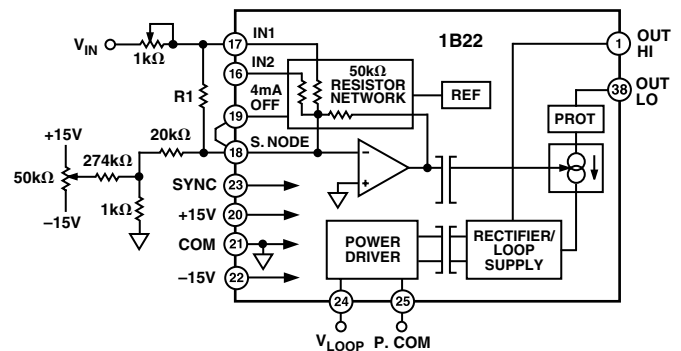 1B22
V_IN
1kΩ
17
IN1
16
IN2
R1
4mA
OFF
19
50kΩ
RESISTOR
NETWORK
REF
1
OUT
HI
38
OUT
LO
PROT
+15V
50kΩ
–15V
274kΩ
20kΩ
1kΩ
18
S. NODE
–
+
23
SYNC
20
+15V
21
COM
22
–15V
POWER
DRIVER
RECTIFIER/
LOOP
SUPPLY
24
25
V_LOOP
P. COM